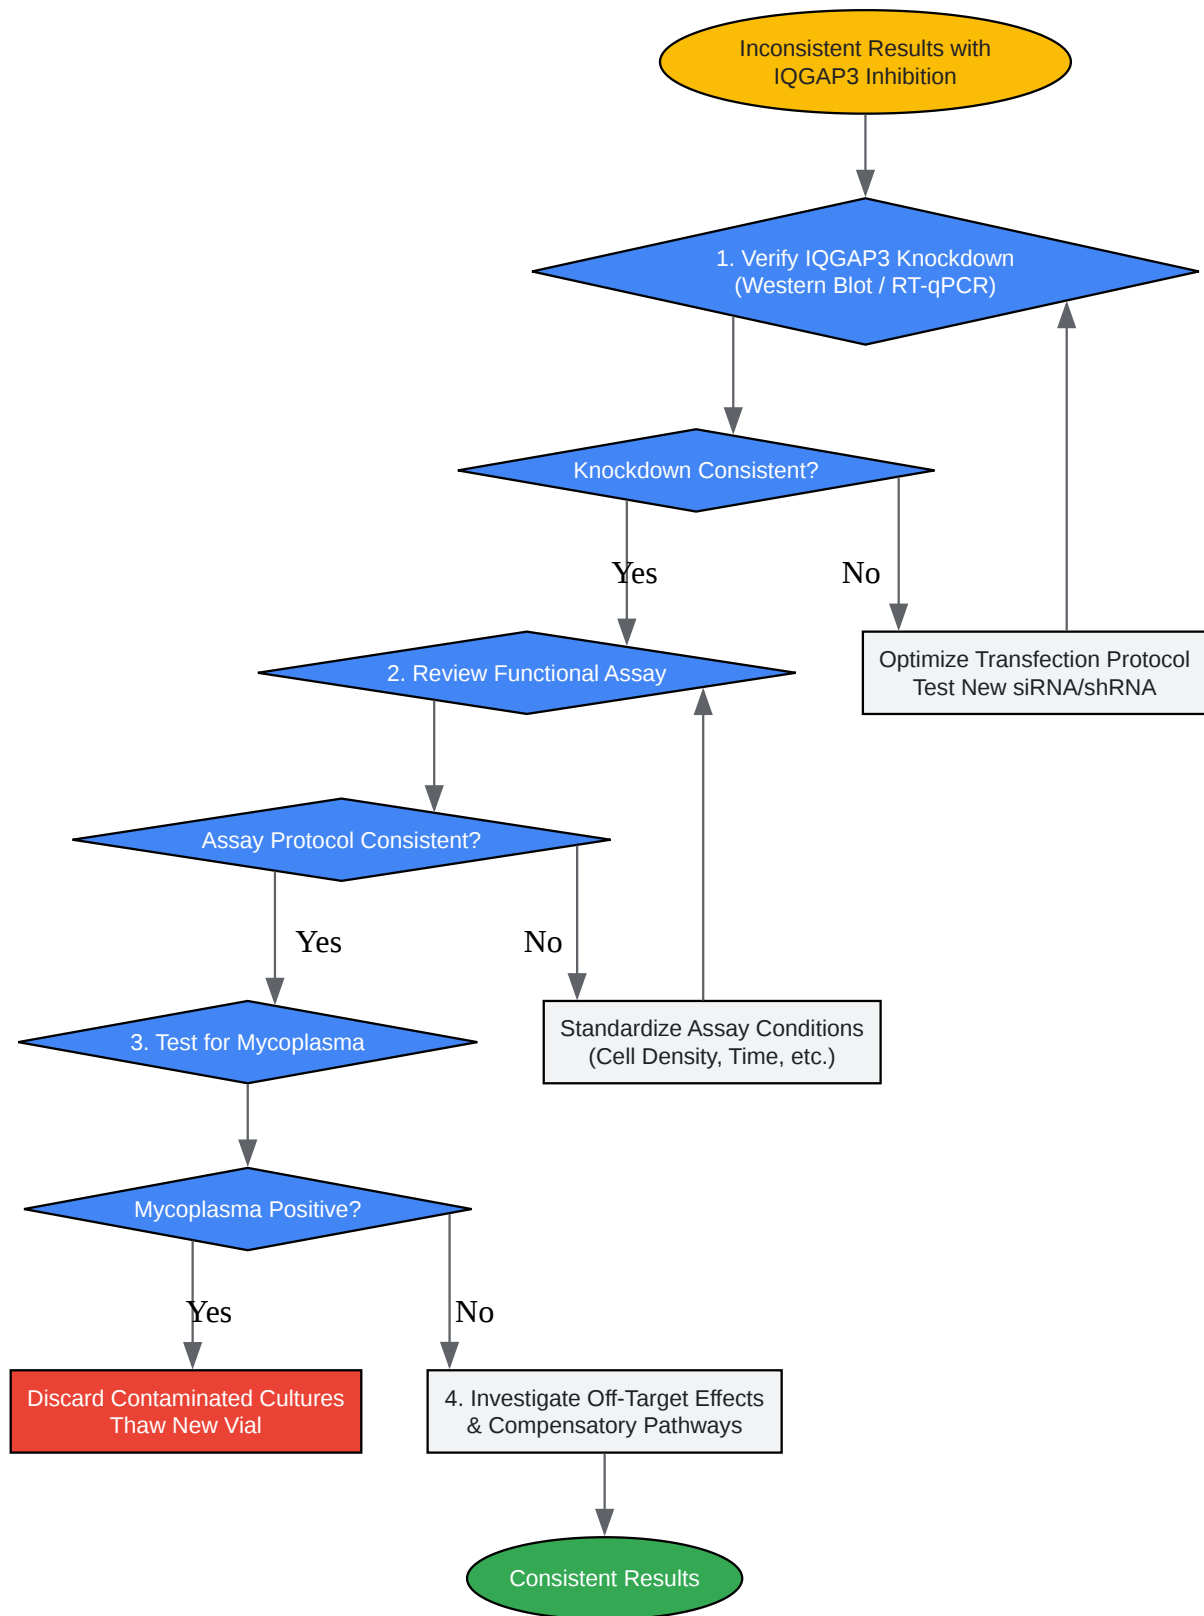 Inconsistent Results with
IQGAP3 Inhibition
1. Verify IQGAP3 Knockdown
(Western Blot / RT-qPCR)
Knockdown Consistent?
Yes
No
Optimize Transfection Protocol
Test New siRNA/shRNA
2. Review Functional Assay
Assay Protocol Consistent?
Yes
No
Standardize Assay Conditions
(Cell Density, Time, etc.)
3. Test for Mycoplasma
Mycoplasma Positive?
Yes
No
Discard Contaminated Cultures
Thaw New Vial
4. Investigate Off-Target Effects
& Compensatory Pathways
Consistent Results